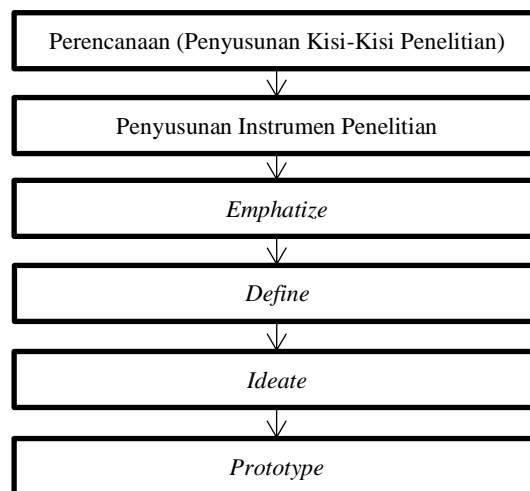 Perencanaan (Penyusunan Kisi-Kisi Penelitian)
Penyusunan Instrumen Penelitian
Emphatize
Define
Ideate
Prototype